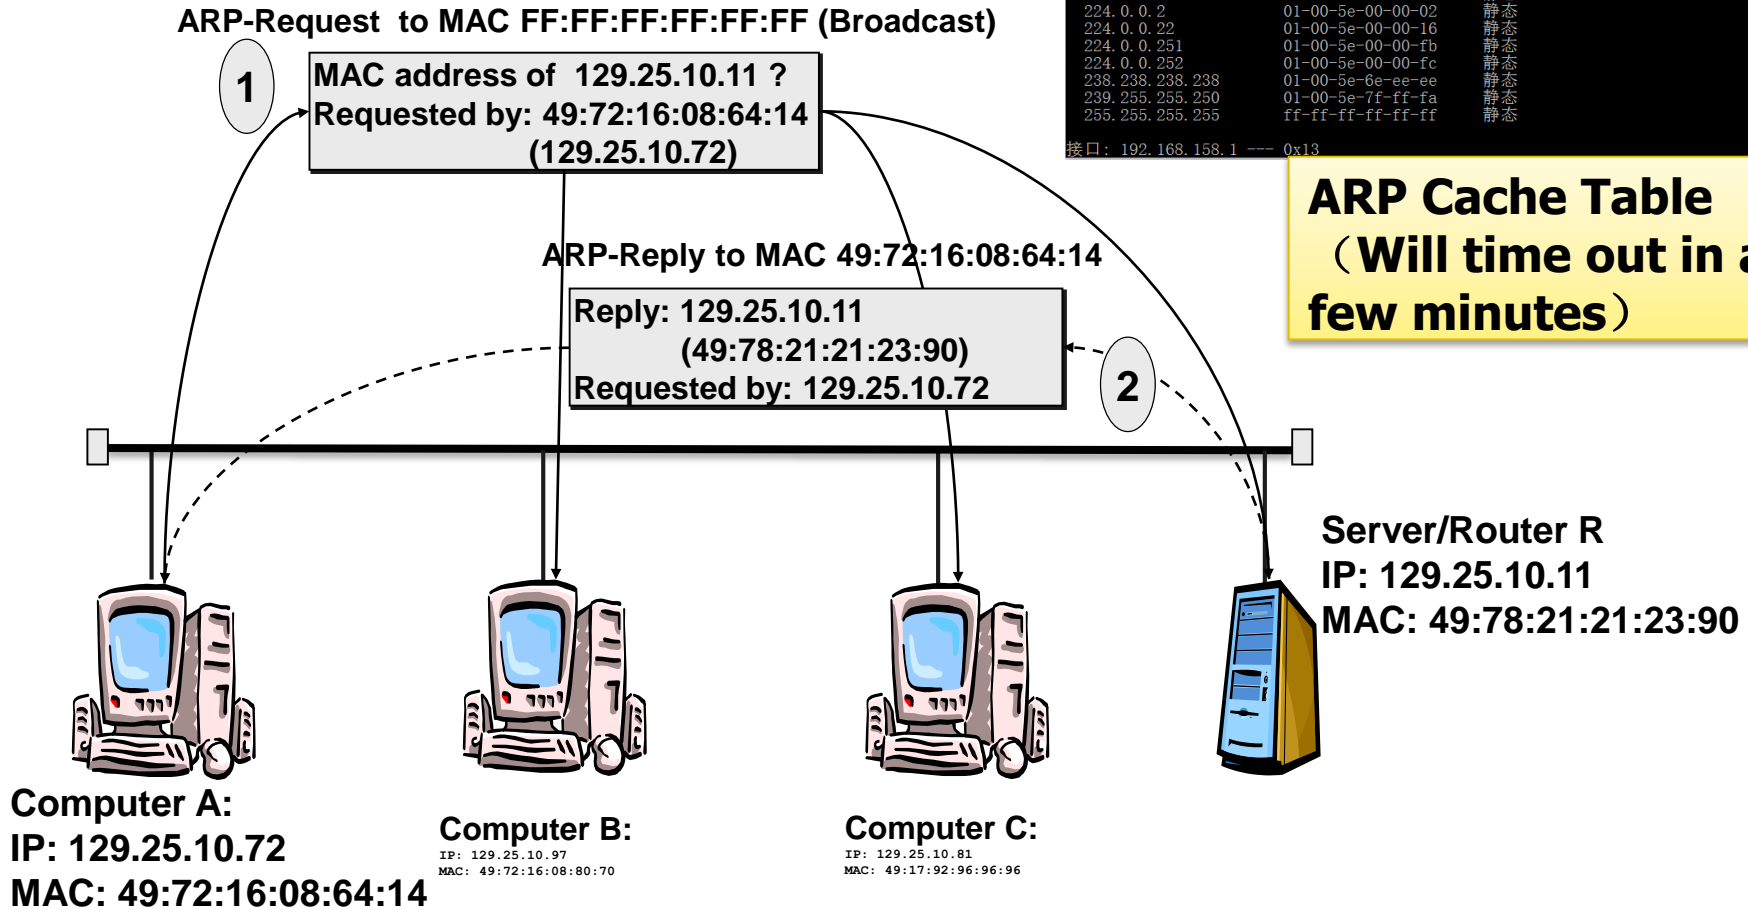 ARP-Request to MAC FF:FF:FF:FF:FF:FF (Broadcast)
1
MAC address of 129.25.10.11 ?
Requested by: 49:72:16:08:64:14
(129.25.10.72)
224.0.0.2 01-00-5e-00-00-02 静态
224.0.0.22 01-00-5e-00-00-16 静态
224.0.0.251 01-00-5e-00-00-fb 静态
224.0.0.252 01-00-5e-00-00-fc 静态
238.238.238.238 01-00-5e-6e-ee-ee 静态
239.255.255.250 01-00-5e-7f-ff-fa 静态
255.255.255.255 ff-ff-ff-ff-ff-ff 静态
接口: 192.168.158.1 --- 0x13
ARP Cache Table
（Will time out in a
few minutes）
ARP-Reply to MAC 49:72:16:08:64:14
Reply: 129.25.10.11
(49:78:21:21:23:90)
Requested by: 129.25.10.72
2
Server/Router R
IP: 129.25.10.11
MAC: 49:78:21:21:23:90
Computer A:
IP: 129.25.10.72
MAC: 49:72:16:08:64:14
Computer B:
IP: 129.25.10.97
MAC: 49:72:16:08:80:70
Computer C:
IP: 129.25.10.81
MAC: 49:17:92:96:96:96